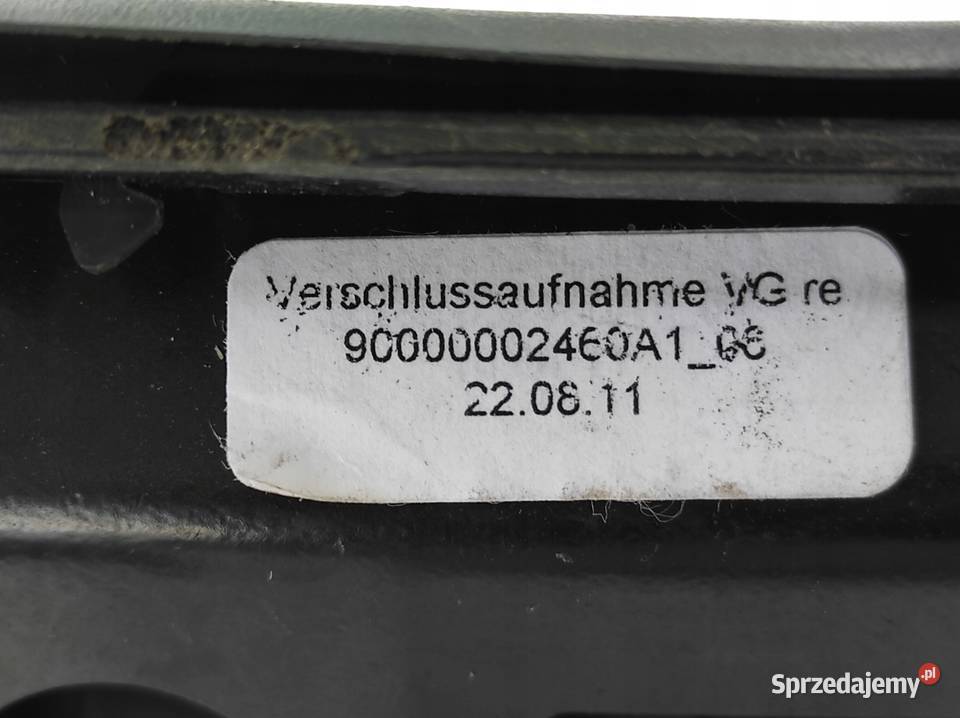 Verschlussaufnahme VG re
90000002460A1_06
22.08.11
Sprzedajemy.pl